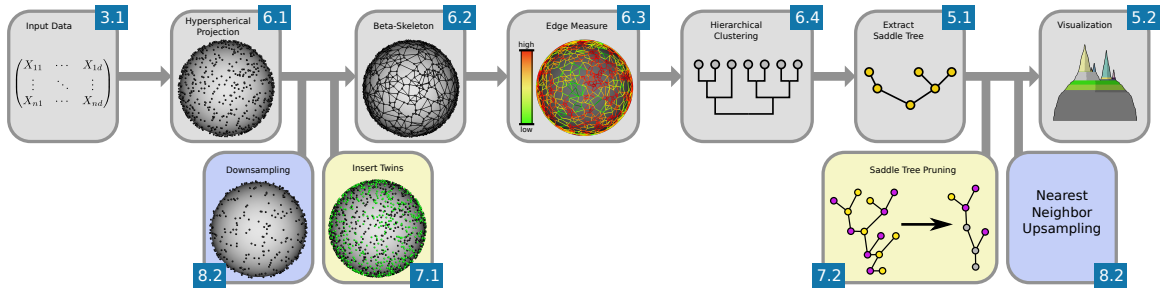 3.1
Input Data
X11 ⋯ X1d
⋮ ⋱ ⋮
Xn1 ⋯ Xnd
6.1
Hyperspherical
Projection
6.2
Beta-Skeleton
6.3
Edge Measure
high
low
6.4
Hierarchical
Clustering
5.1
Extract
Saddle Tree
5.2
Visualization
Downsampling
8.2
Insert Twins
7.1
Saddle Tree Pruning
7.2
Nearest
Neighbor
Upsampling
8.2